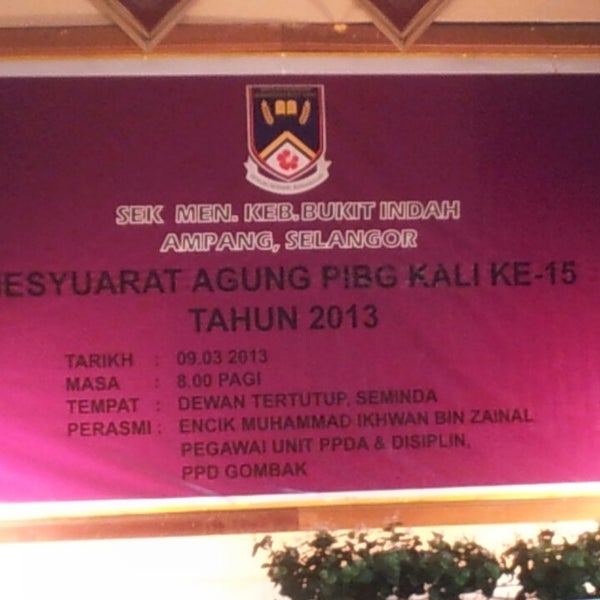 SEK MEN. KEB. BUKIT INDAH
AMPANG, SELANGOR
AGUNG PIBG KALI KE-15
TAHUN 2013
TARIKH : 09.03 2013
MASA : 8.00 PAGI
TEMPAT : DEWAN TERTUTUP, SEMINDA
PERASMI : ENCIK MUHAMMAD IKHWAN BIN ZAINAL
PEGAWAI UNIT PPDA & DISIPLIN,
PPD GOMBAK